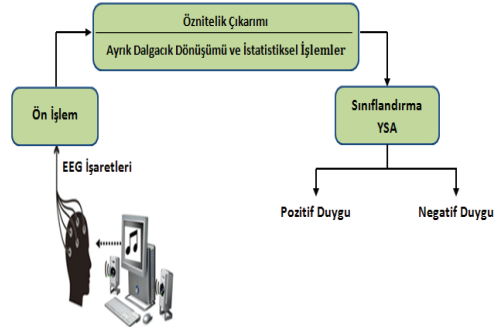 Öznitelik Çıkarımı
Ayrık Dalgacık Dönüşümü ve İstatistiksel İşlemler
Ön İşlem
Sınıflandırma
YSA
EEG İşaretleri
Pozitif Duygu
Negatif Duygu